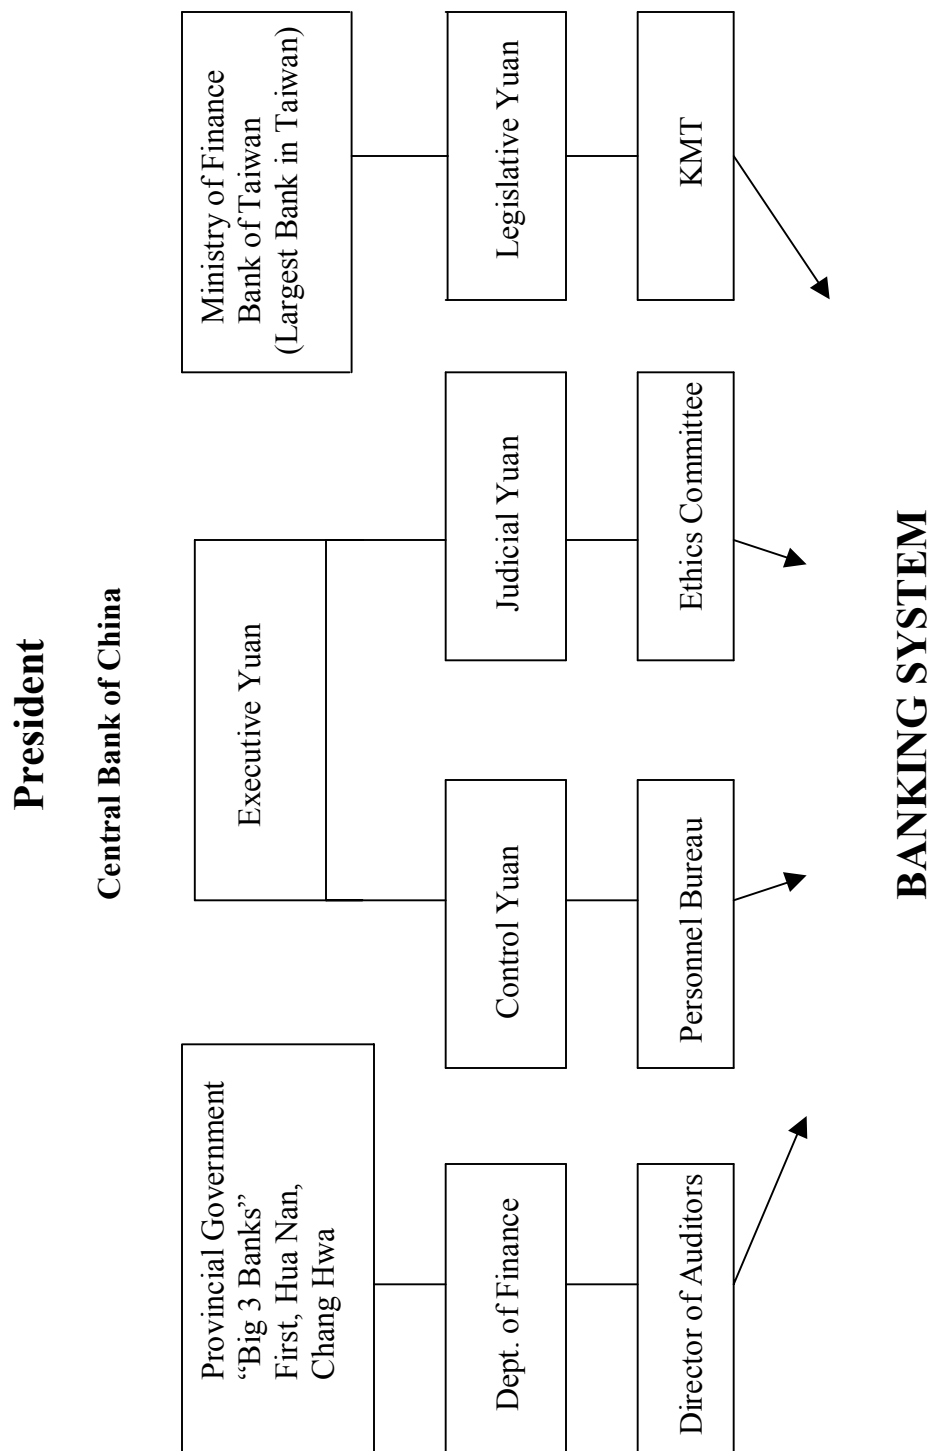 President
Central Bank of China
Provincial Government
“Big 3 Banks”
First, Hua Nan,
Chang Hwa
Executive Yuan
Ministry of Finance
Bank of Taiwan
(Largest Bank in Taiwan)
Dept. of Finance
Control Yuan
Judicial Yuan
Legislative Yuan
Director of Auditors
Personnel Bureau
Ethics Committee
KMT
BANKING SYSTEM